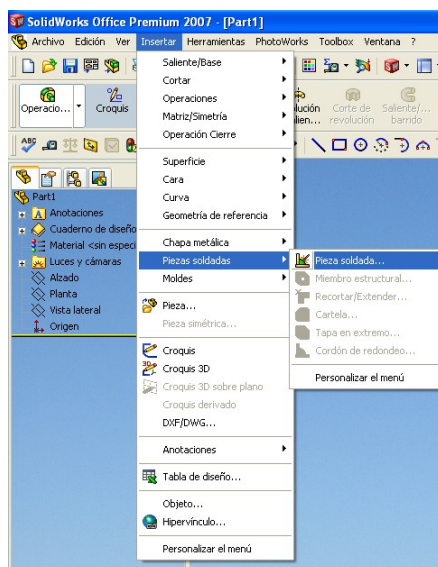 SolidWorks Office Premium 2007 - [Part1]
Archivo Edición Ver Insertar Herramientas PhotoWorks Toolbox Ventana ?
Operacio... Croquis
Corte de revolución
Saliente/... barrido
Part1
Anotaciones
Cuaderno de diseño
Material <sin especi
Luces y cámaras
Alzado
Planta
Vista lateral
Origen
Saliente/Base
Cortar
Operaciones
Matriz/Simetría
Operación Cierre
Superficie
Cara
Curva
Geometría de referencia
Chapa metálica
Piezas soldadas
Moldes
Pieza...
Pieza simétrica...
Croquis
Croquis 3D
Croquis 3D sobre plano
Croquis derivado
DXF/DWG...
Anotaciones
Tabla de diseño...
Objeto...
Hipervínculo...
Personalizar el menú
Pieza soldada...
Miembro estructural...
Recortar/Extender...
Cartela...
Tapa en extremo...
Cordón de redondeo...
Personalizar el menú